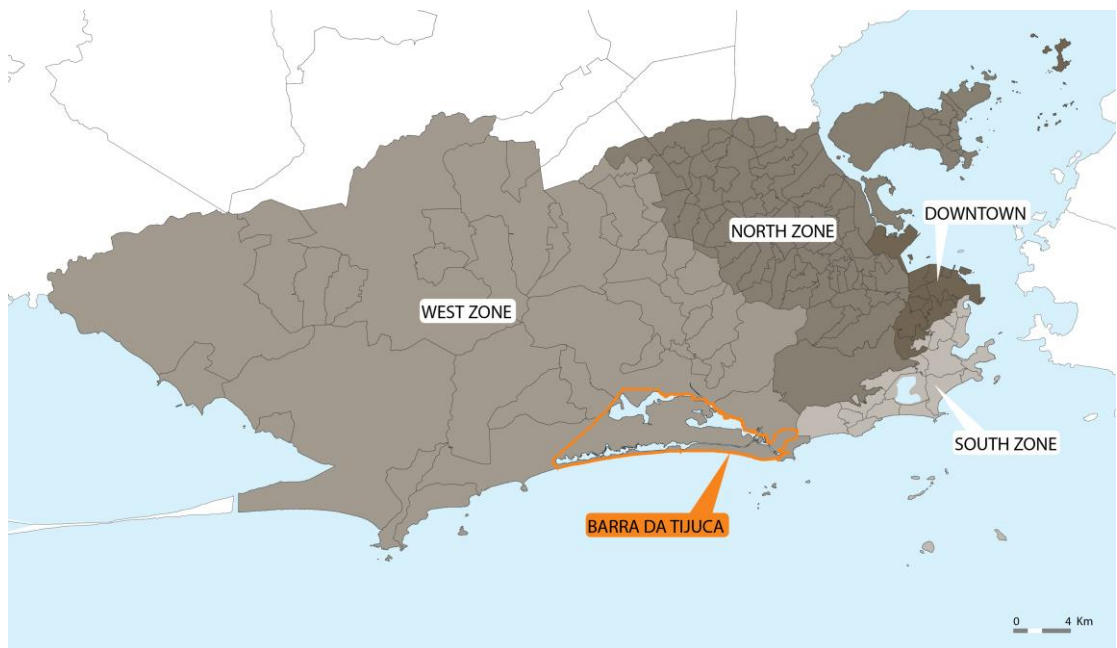 DOWNTOWN
NORTH ZONE
WEST ZONE
SOUTH ZONE
BARRA DA TIJUCA
0 4 Km